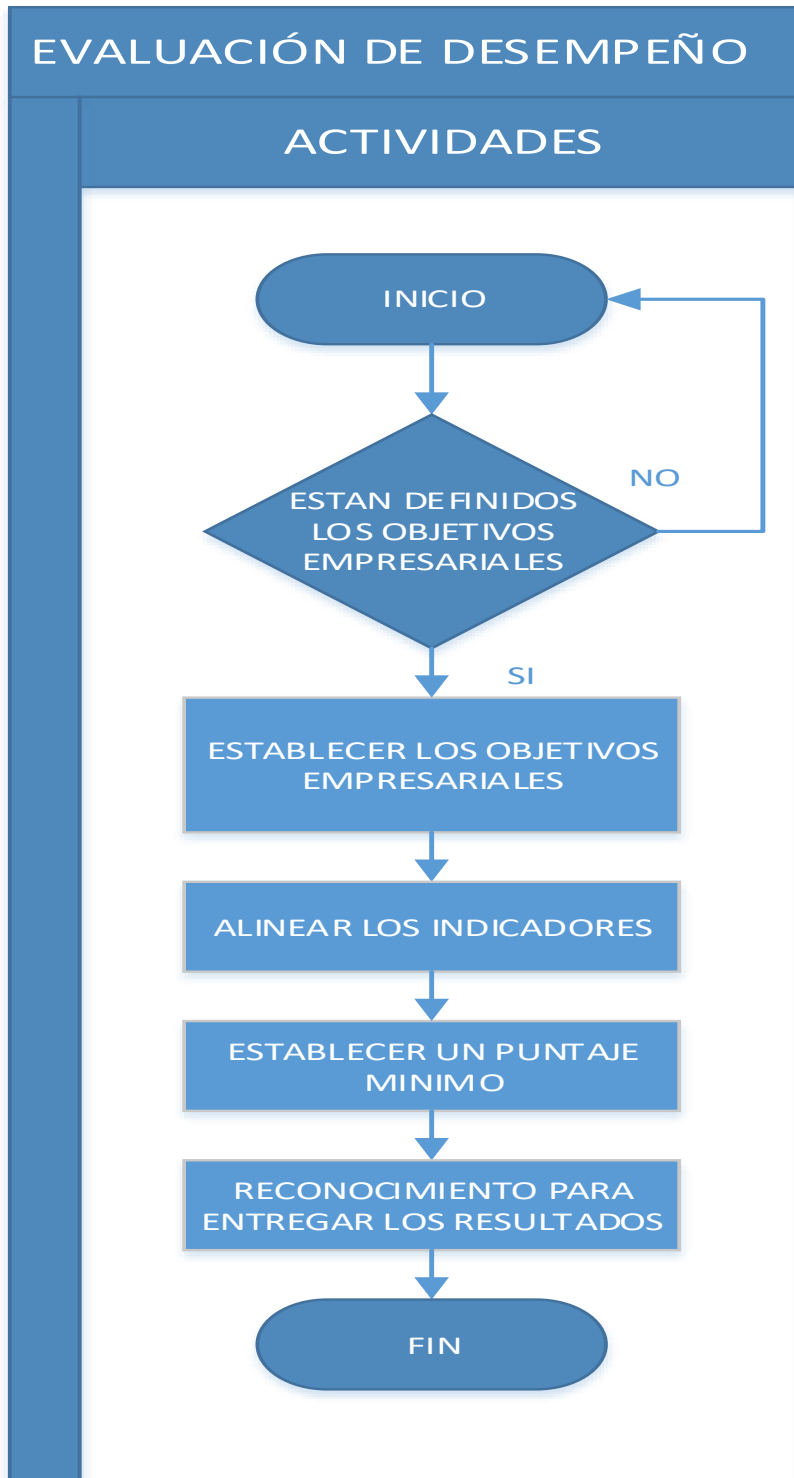 EVALUACIÓN DE DESEMPEÑO
ACTIVIDADES
INICIO
NO
ESTAN DEFINIDOS
LOS OBJETIVOS
EMPRESARIALES
SI
ESTABLECER LOS OBJETIVOS
EMPRESARIALES
ALINEAR LOS INDICADORES
ESTABLECER UN PUNTAJE
MINIMO
RECONOCIMIENTO PARA
ENTREGAR LOS RESULTADOS
FIN